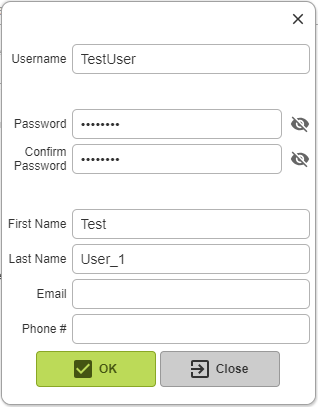 Username TestUser
Password ••••••••
Confirm
Password ••••••••
First Name Test
Last Name User_1
Email
Phone #
OK Close